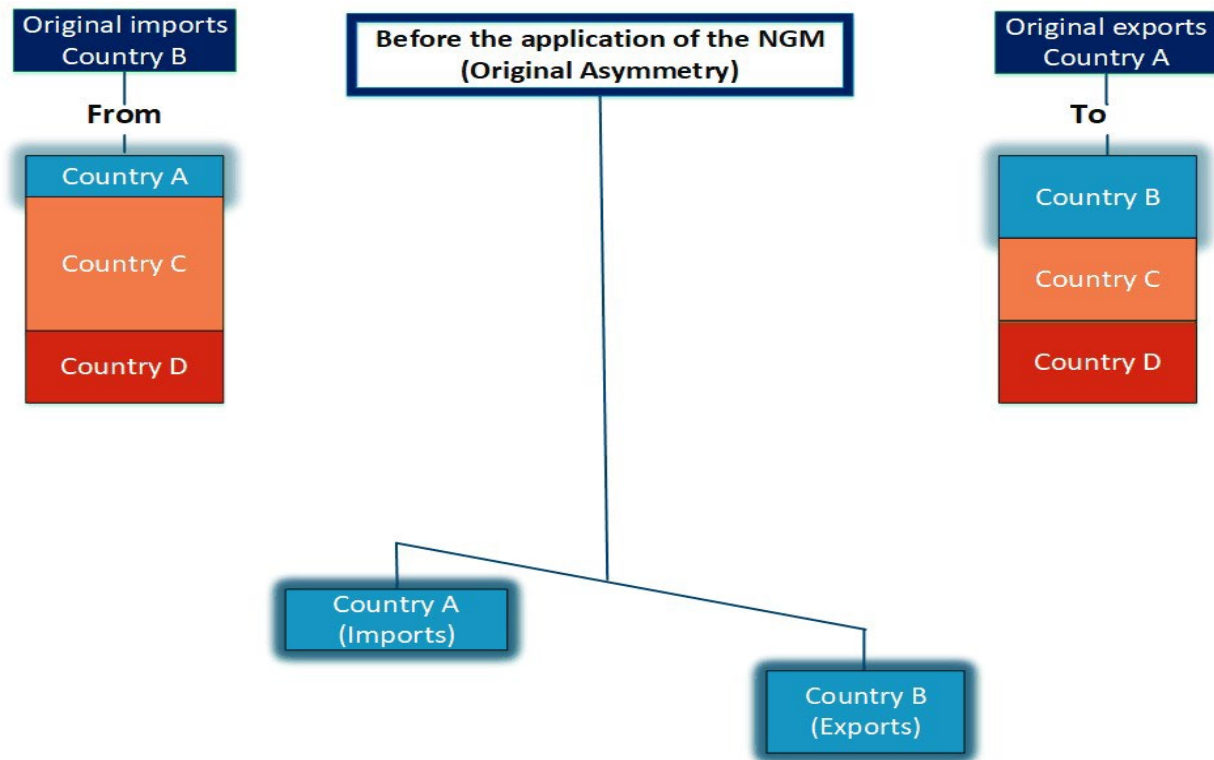 Original imports
Country B
From
Country A
Country C
Country D
Before the application of the NGM
(Original Asymmetry)
Original exports
Country A
To
Country B
Country C
Country D
Country A
(Imports)
Country B
(Exports)